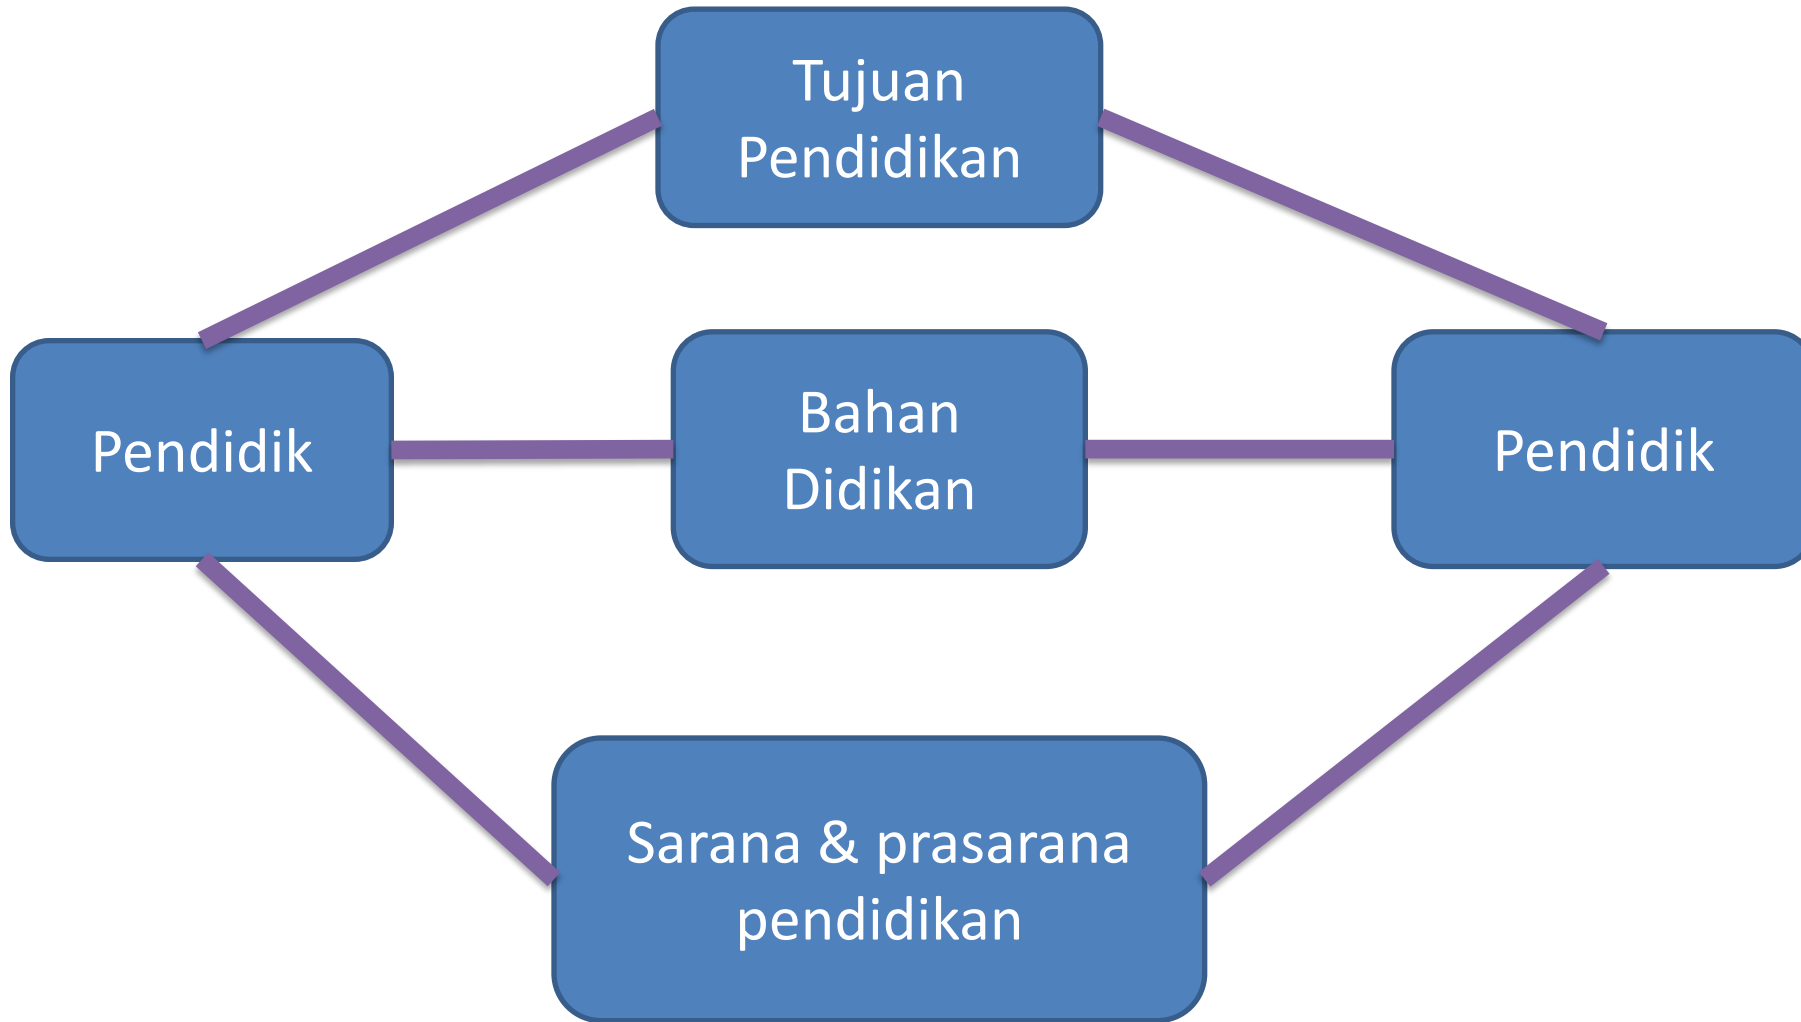 Tujuan
Pendidikan
Pendidik
Bahan
Didikan
Pendidik
Sarana & prasarana
pendidikan